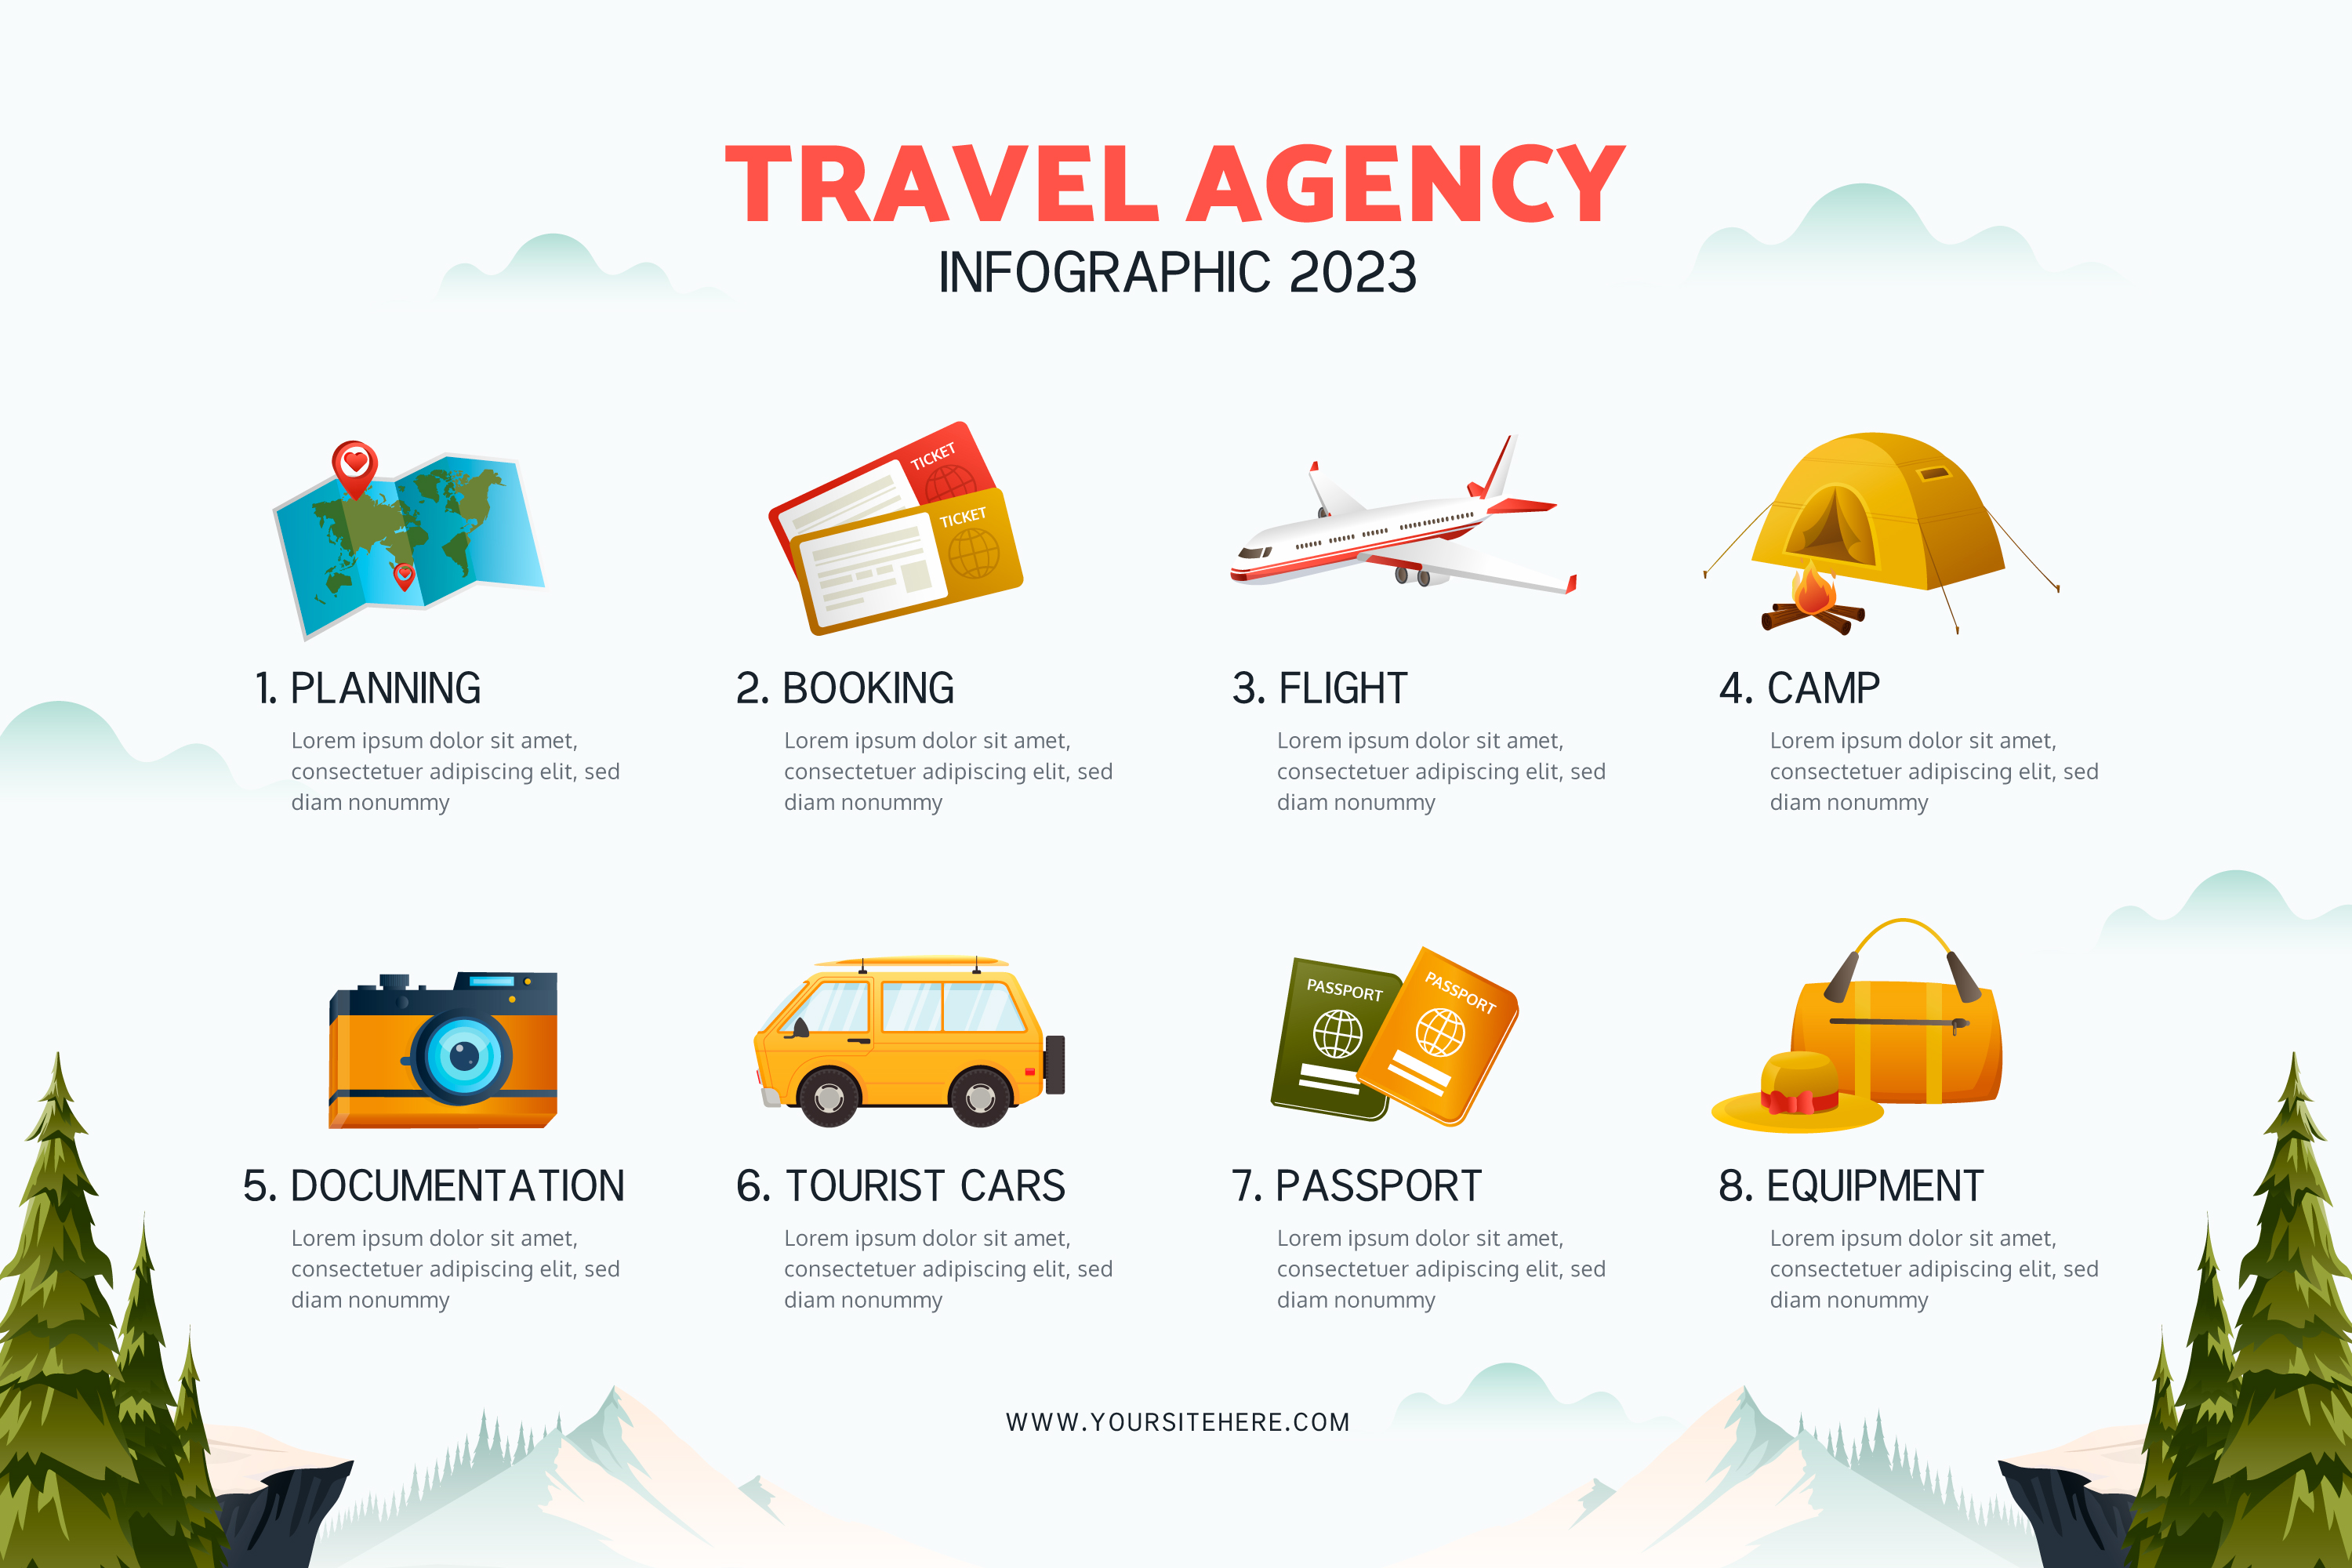 TRAVEL AGENCY
INFOGRAPHIC 2023
TICKET
TICKET
1. PLANNING
Lorem ipsum dolor sit amet,
consectetuer adipiscing elit, sed
diam nonummy
2. BOOKING
Lorem ipsum dolor sit amet,
consectetuer adipiscing elit, sed
diam nonummy
3. FLIGHT
Lorem ipsum dolor sit amet,
consectetuer adipiscing elit, sed
diam nonummy
4. CAMP
Lorem ipsum dolor sit amet,
consectetuer adipiscing elit, sed
diam nonummy
PASSPORT
PASSPORT
5. DOCUMENTATION
Lorem ipsum dolor sit amet,
consectetuer adipiscing elit, sed
diam nonummy
6. TOURIST CARS
Lorem ipsum dolor sit amet,
consectetuer adipiscing elit, sed
diam nonummy
7. PASSPORT
Lorem ipsum dolor sit amet,
consectetuer adipiscing elit, sed
diam nonummy
8. EQUIPMENT
Lorem ipsum dolor sit amet,
consectetuer adipiscing elit, sed
diam nonummy
WWW.YOURSITEHERE.COM